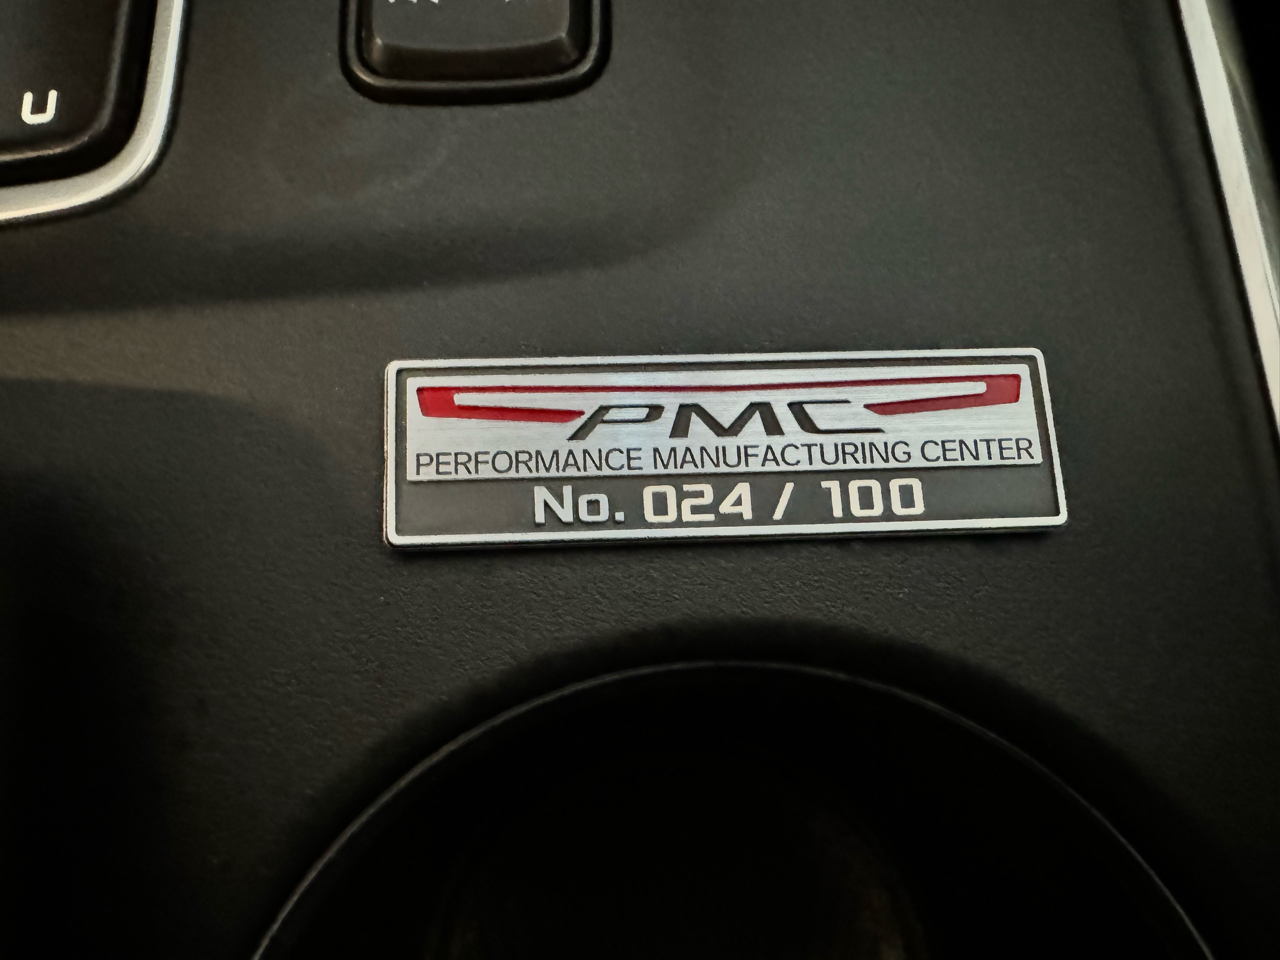 U
PMC
PERFORMANCE MANUFACTURING CENTER
No. 024 / 100